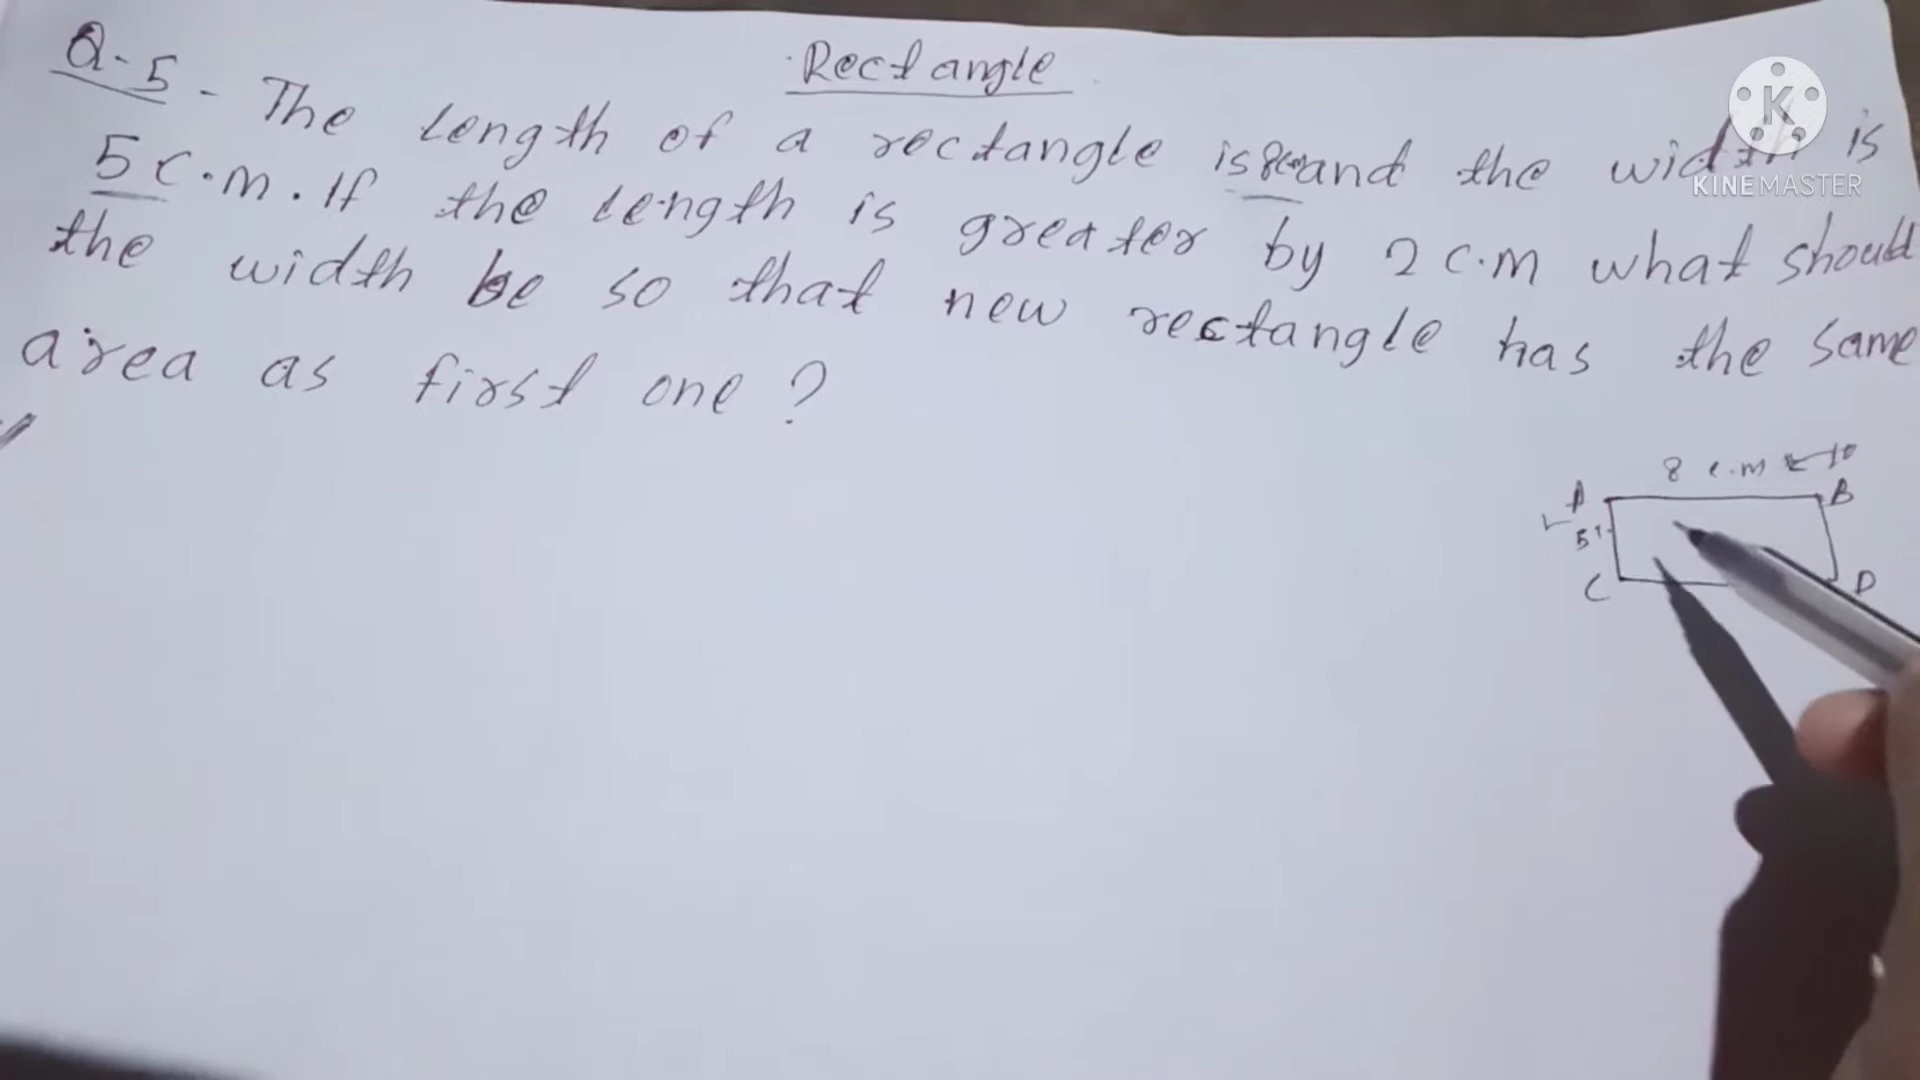 Rectangle
Q-5 - The length of a rectangle is 8cm and the width is
5 c.m. If the length is greater by 2 c.m what should
the width be so that new rectangle has the same
area as first one ?
K
KINEMASTER
8 c.m ← 10
A B
5
C D